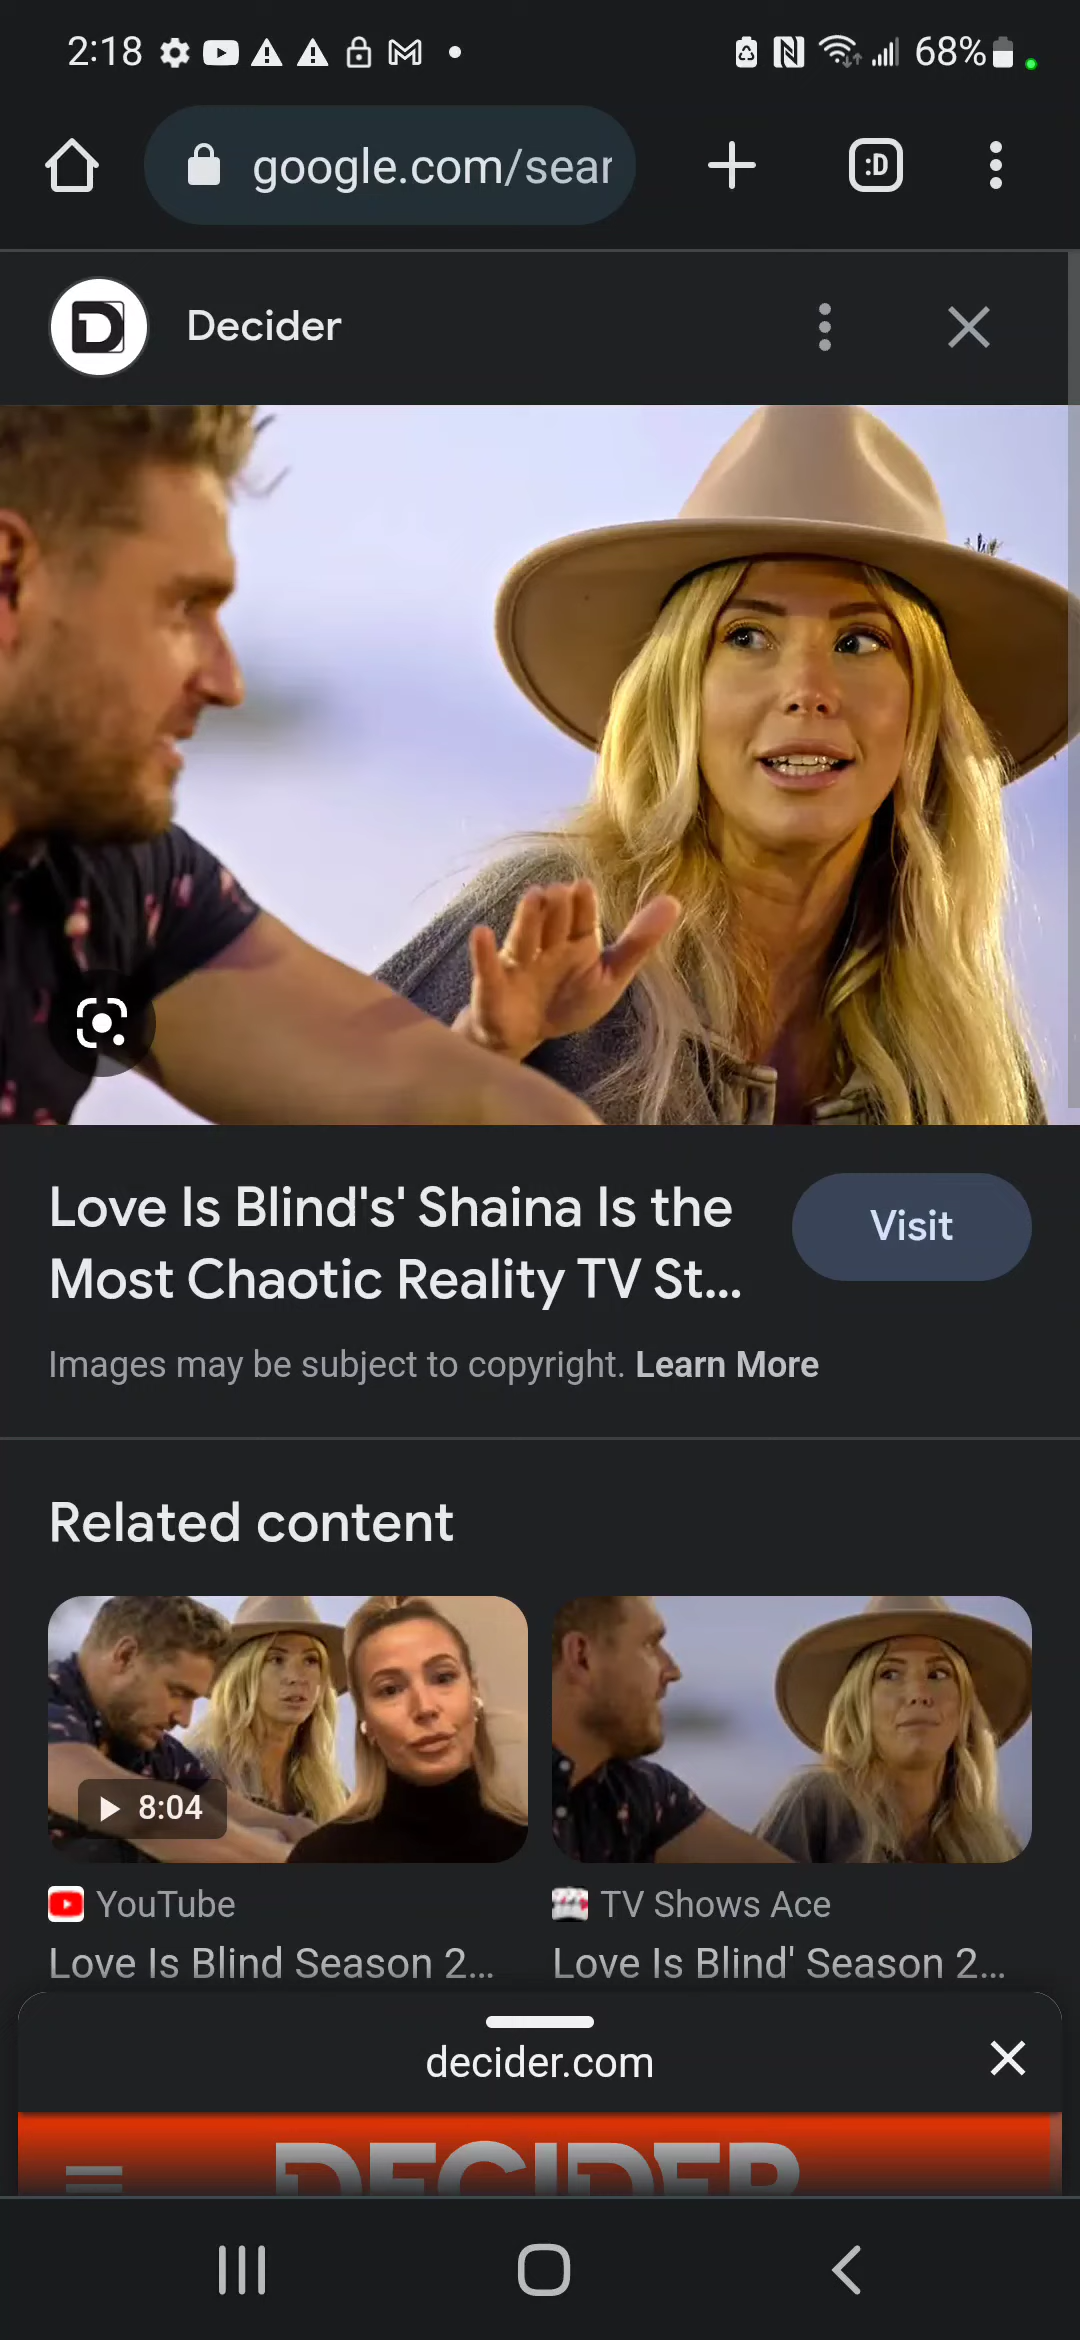 2:18
68%
google.com/sear
:D
D Decider
Love Is Blind's' Shaina Is the
Most Chaotic Reality TV St...
Visit
Images may be subject to copyright. Learn More
Related content
8:04
YouTube
TV Shows Ace
Love Is Blind Season 2...
Love Is Blind' Season 2...
decider.com
DECIDER